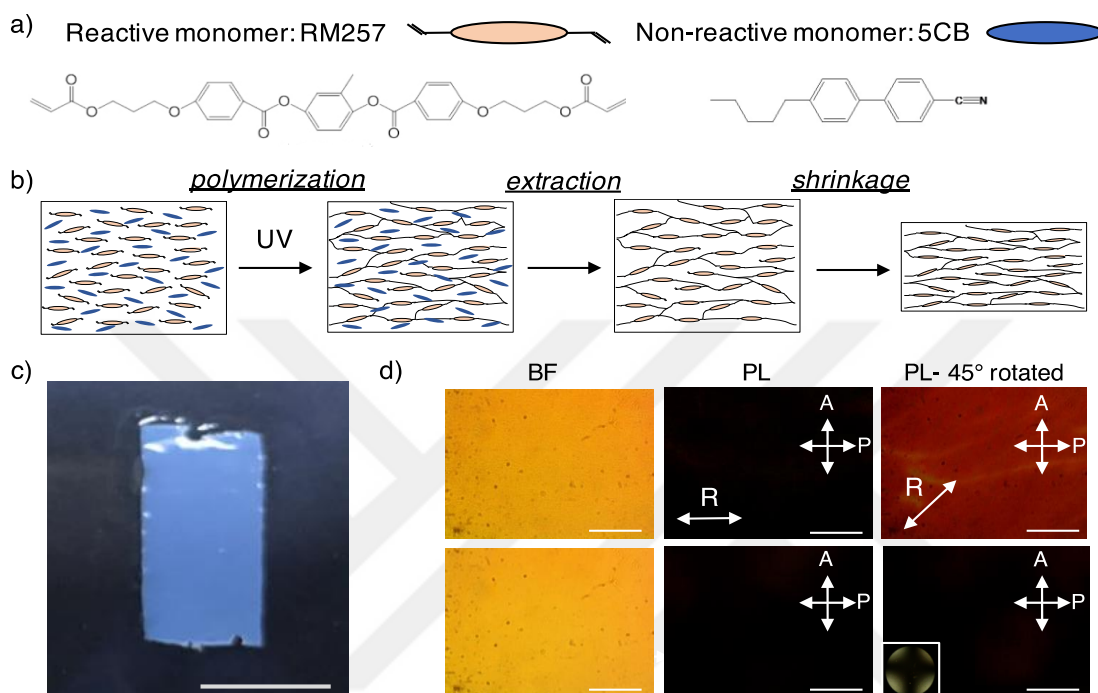 a) Reactive monomer: RM257 Non-reactive monomer: 5CB
O O O O O O O O N
b) polymerization extraction shrinkage
UV
c) d) BF PL PL- 45° rotated
A A
P P
R R
A A
P P